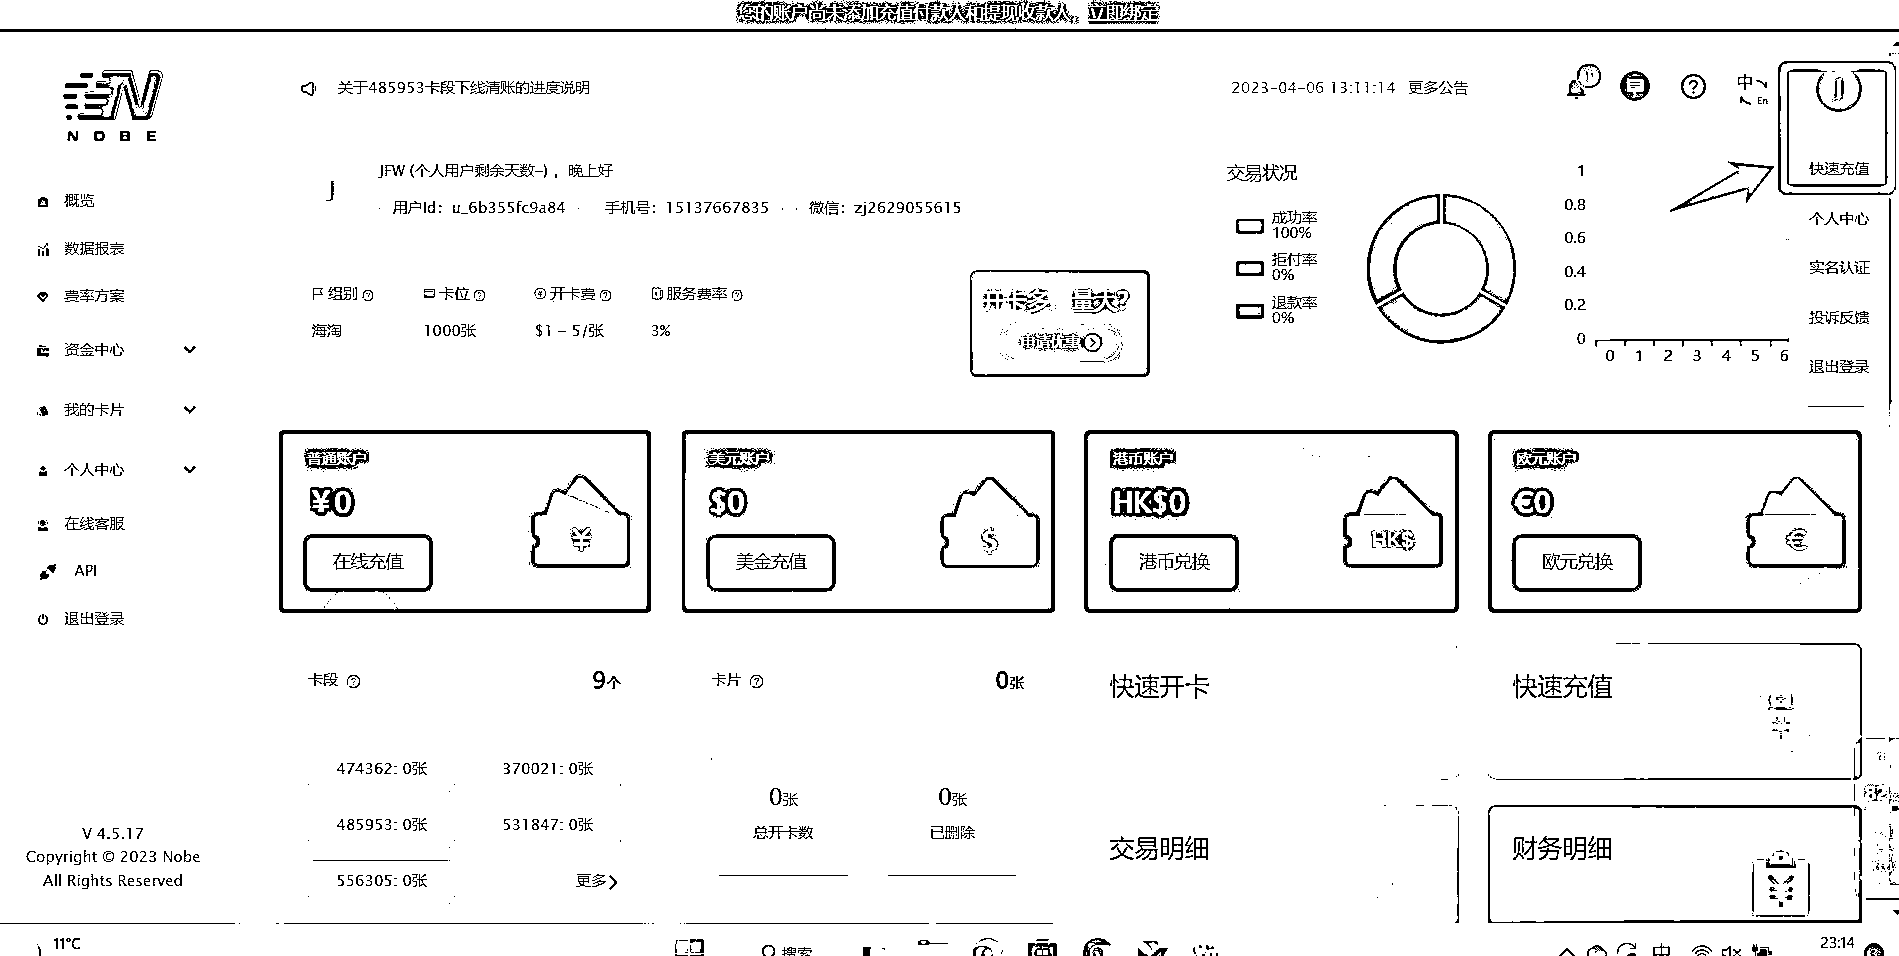 您的账户尚未添加充值付款人和提现收款人，立即绑定
NOBE
关于485953卡段下线清账的进度说明
2023-04-06 13:11:14 更多公告
11
中
En
J
快速充值
个人中心
实名认证
投诉反馈
退出登录
概览
数据报表
费率方案
资金中心
我的卡片
个人中心
在线客服
API
退出登录
V 4.5.17
Copyright © 2023 Nobe
All Rights Reserved
J
JFW (个人用户剩余天数-) ，晚上好
用户Id：u_6b355fc9a84 手机号：15137667835 微信：zj2629055615
组别 卡位 开卡费 服务费率
海淘 1000张 $1 - 5/张 3%
开卡多 量大?
申请优惠
交易状况
成功率
100%
拒付率
0%
退款率
0%
1
0.8
0.6
0.4
0.2
0
0 1 2 3 4 5 6
普通账户
¥0
在线充值
¥
美元账户
$0
美金充值
$
港币账户
HK$0
港币兑换
HK$
欧元账户
€0
欧元兑换
€
卡段 9个
474362: 0张 370021: 0张
485953: 0张 531847: 0张
556305: 0张 更多
卡片 0张
0张 0张
总开卡数 已删除
快速开卡
快速充值
交易明细
财务明细
82
11°C
搜索
中
23:14